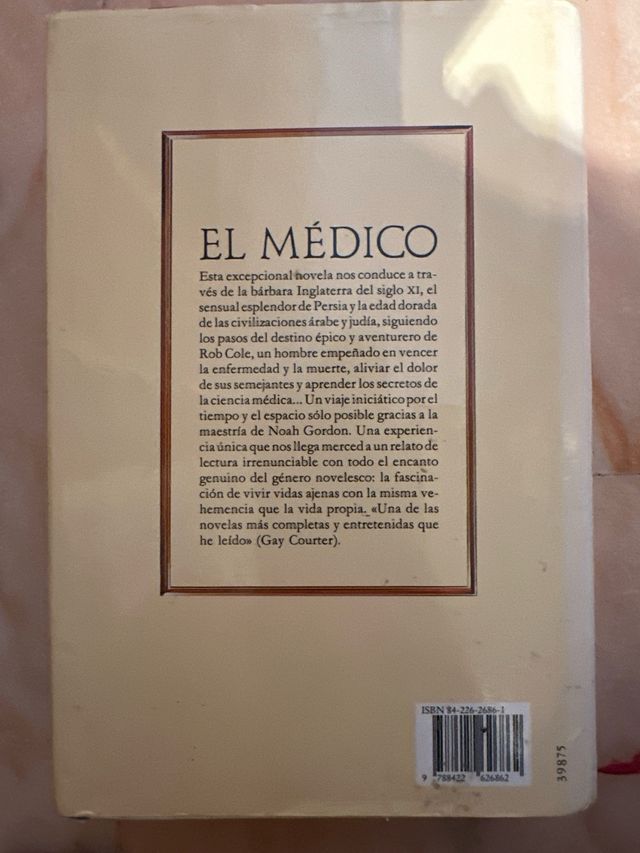 EL MÉDICO
Esta excepcional novela nos conduce a tra-
vés de la bárbara Inglaterra del siglo XI, el
sensual esplendor de Persia y la edad dorada
de las civilizaciones árabe y judía, siguiendo
los pasos del destino épico y aventurero de
Rob Cole, un hombre empeñado en vencer
la enfermedad y la muerte, aliviar el dolor
de sus semejantes y aprender los secretos de
la ciencia médica... Un viaje iniciático por el
tiempo y el espacio sólo posible gracias a la
maestría de Noah Gordon. Una experien-
cia única que nos llega merced a un relato de
lectura irrenunciable con todo el encanto
genuino del género novelesco: la fascina-
ción de vivir vidas ajenas con la misma ve-
hemencia que la vida propia. «Una de las
novelas más completas y entretenidas que
he leído» (Gay Courter).
ISBN 84-226-2686-1
9 788422 626862
39875